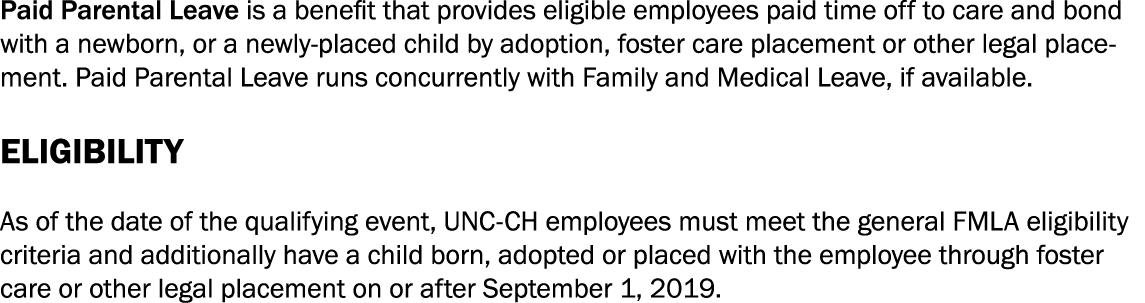 Paid Parental Leave is a benefit that provides eligible employees paid time off to care and bond
with a newborn, or a newly-placed child by adoption, foster care placement or other legal place-
ment. Paid Parental Leave runs concurrently with Family and Medical Leave, if available.
ELIGIBILITY
As of the date of the qualifying event, UNC-CH employees must meet the general FMLA eligibility
criteria and additionally have a child born, adopted or placed with the employee through foster
care or other legal placement on or after September 1, 2019.